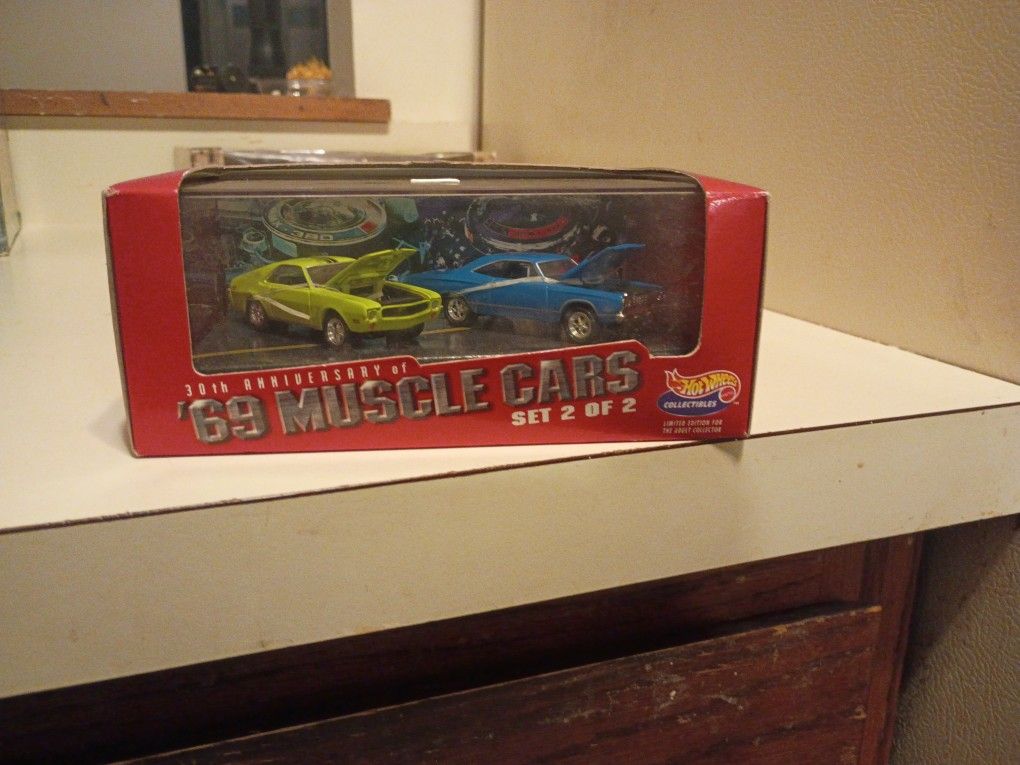 390
30th ANNIVERSARY of
'69 MUSCLE CARS
SET 2 OF 2
HOT WHEELS
COLLECTIBLES
LIMITED EDITION FOR
THE ADULT COLLECTOR